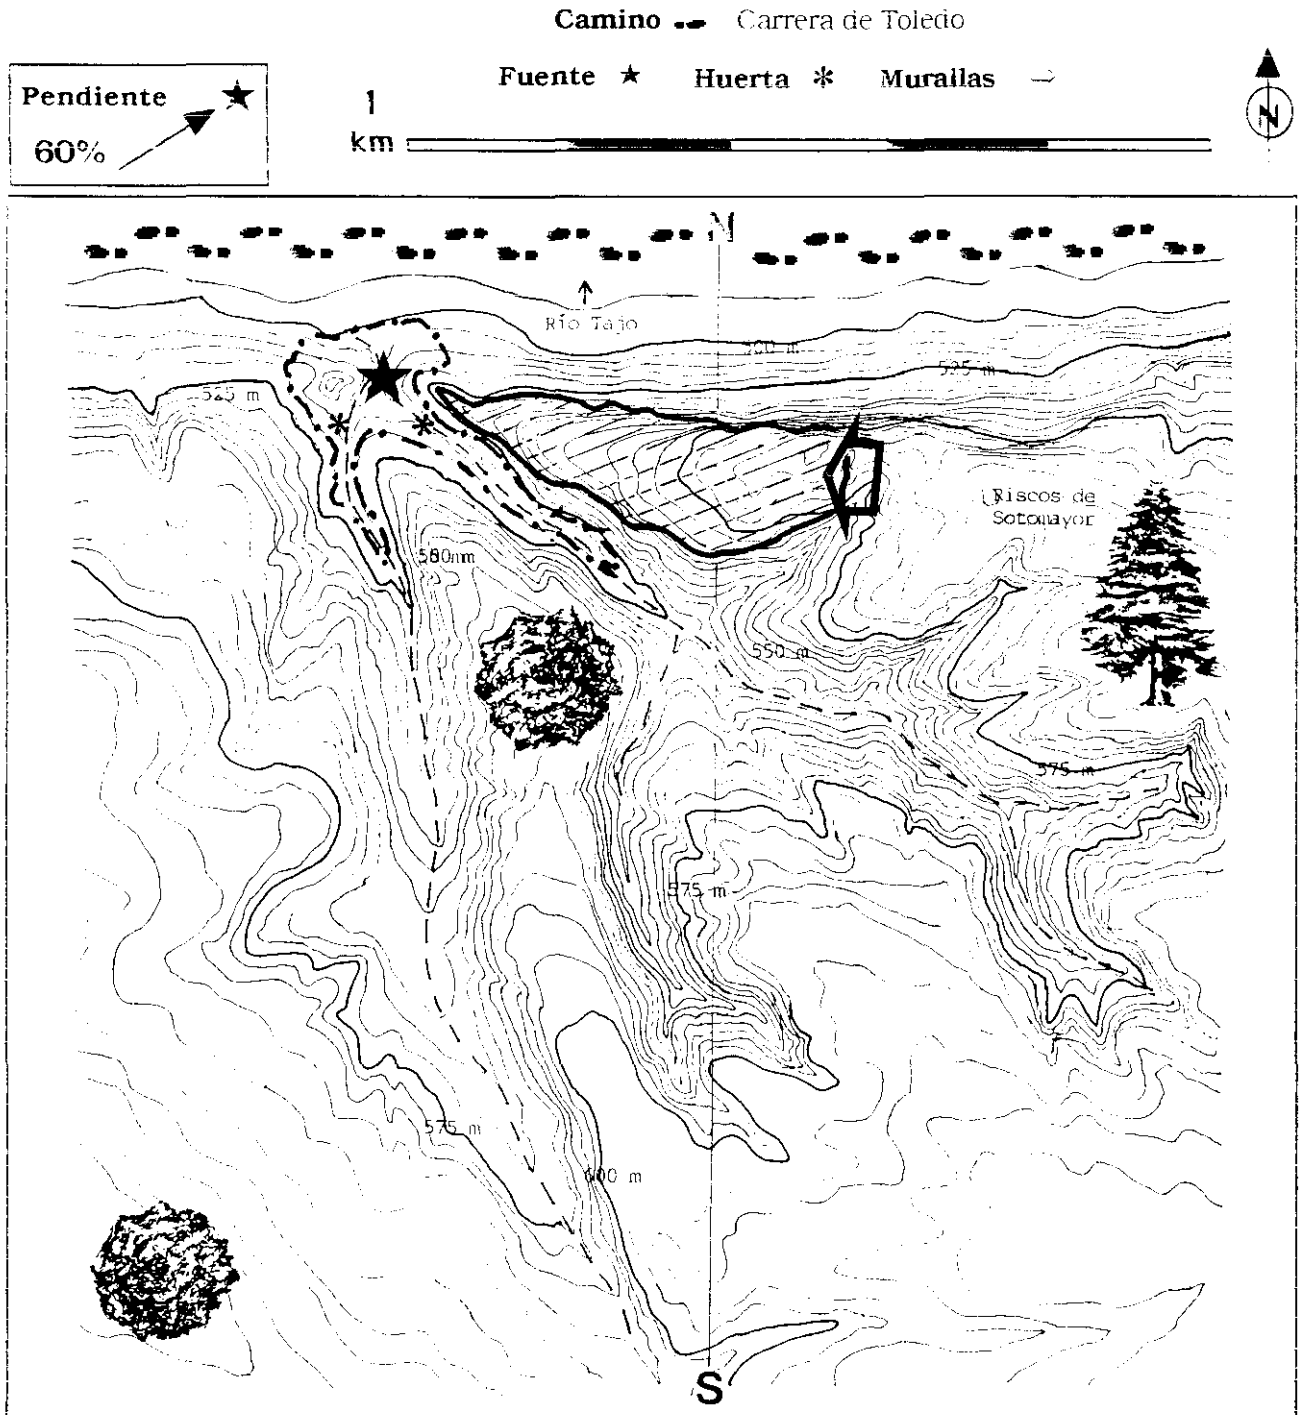 Camino Carrera de Toledo
Fuente Huerta Murallas
Pendiente
60%
1
km
N
N
Río Tajo
500 m
525 m
525 m
Riscos de
Sotomayor
550 m
575 m
575 m
575 m
600 m
S